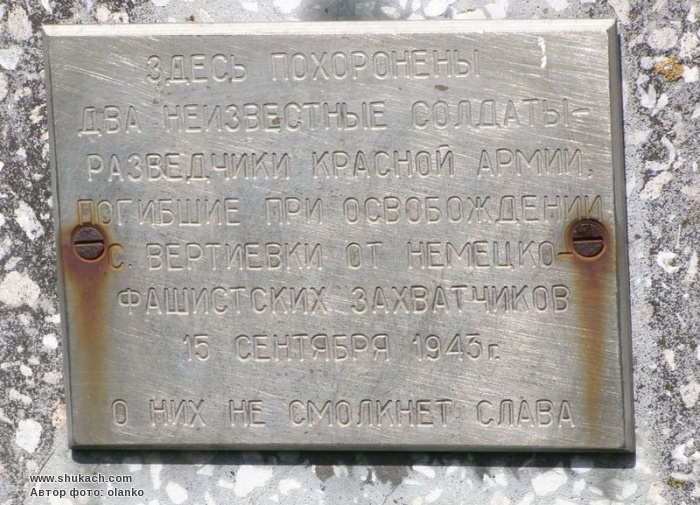 ЗДЕСЬ ПОХОРОНЕНЫ
ДВА НЕИЗВЕСТНЫЕ СОЛДАТЫ-
РАЗВЕДЧИКИ КРАСНОЙ АРМИИ,
ПОГИБШИЕ ПРИ ОСВОБОЖДЕНИИ
С. ВЕРТИЕВКИ ОТ НЕМЕЦКО-
ФАШИСТСКИХ ЗАХВАТЧИКОВ
15 СЕНТЯБРЯ 1943 г.
О НИХ НЕ СМОЛКНЕТ СЛАВА
www.shukach.com
Автор фото: olanko